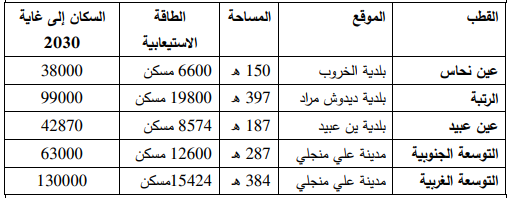 القطب الموقع المساحة الطاقة الاستيعابية السكان إلى غاية 2030
عين نحاس بلدية الخروب 150 هـ 6600 مسكن 38000
الرتبة بلدية ديدوش مراد 397 هـ 19800 مسكن 99000
عين عبيد بلدية بن عبيد 187 هـ 8574 مسكن 42870
التوسعة الجنوبية مدينة علي منجلي 287 هـ 12600 مسكن 63000
التوسعة الغربية مدينة علي منجلي 384 هـ 15424مسكن 130000